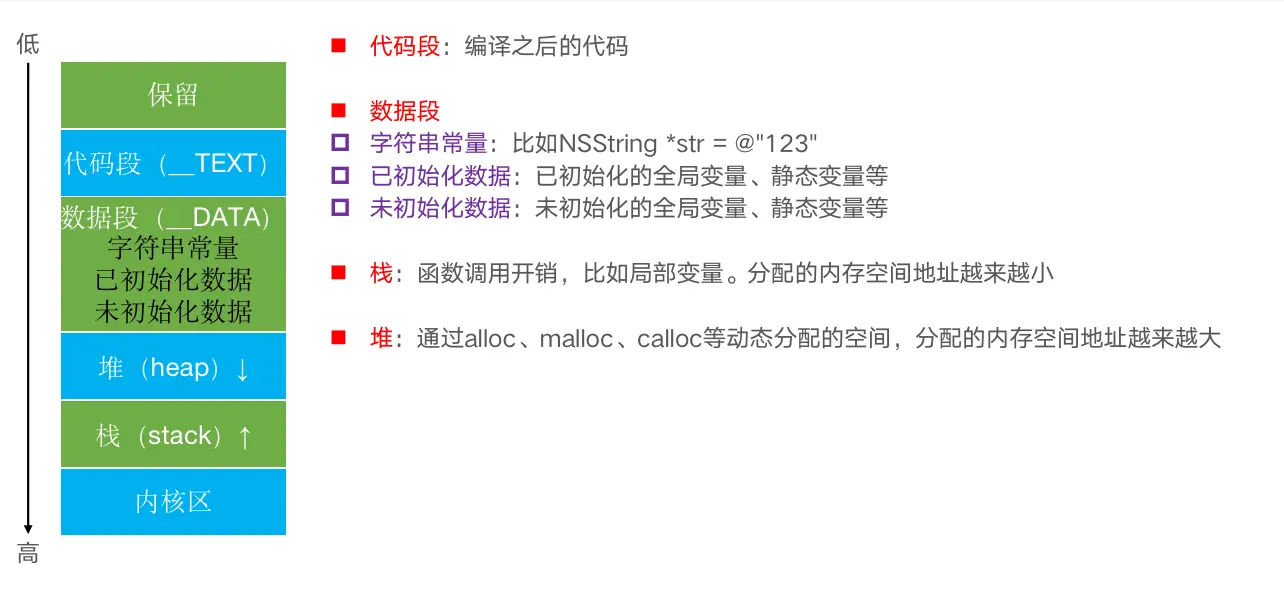 低
保留
代码段（__TEXT）
数据段（__DATA）
字符串常量
已初始化数据
未初始化数据
堆（heap）↓
栈（stack）↑
内核区
高
代码段：编译之后的代码
数据段
字符串常量：比如NSString *str = @"123"
已初始化数据：已初始化的全局变量、静态变量等
未初始化数据：未初始化的全局变量、静态变量等
栈：函数调用开销，比如局部变量。分配的内存空间地址越来越小
堆：通过alloc、malloc、calloc等动态分配的空间，分配的内存空间地址越来越大